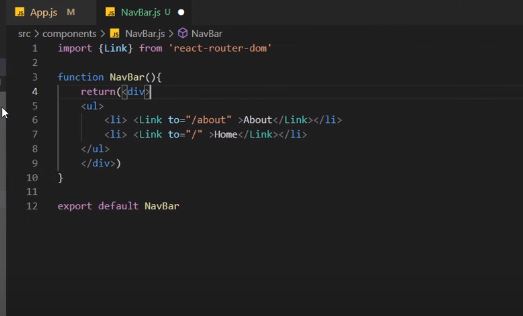 JS App.js M JS NavBar.js U
src > components > JS NavBar.js > NavBar
1 import {Link} from 'react-router-dom'
2
3 function NavBar(){
4 return(<div>
5 <ul>
6 <li> <Link to="/about" >About</Link></li>
7 <li> <Link to="/" >Home</Link></li>
8 </ul>
9 </div>)
10 }
11
12 export default NavBar